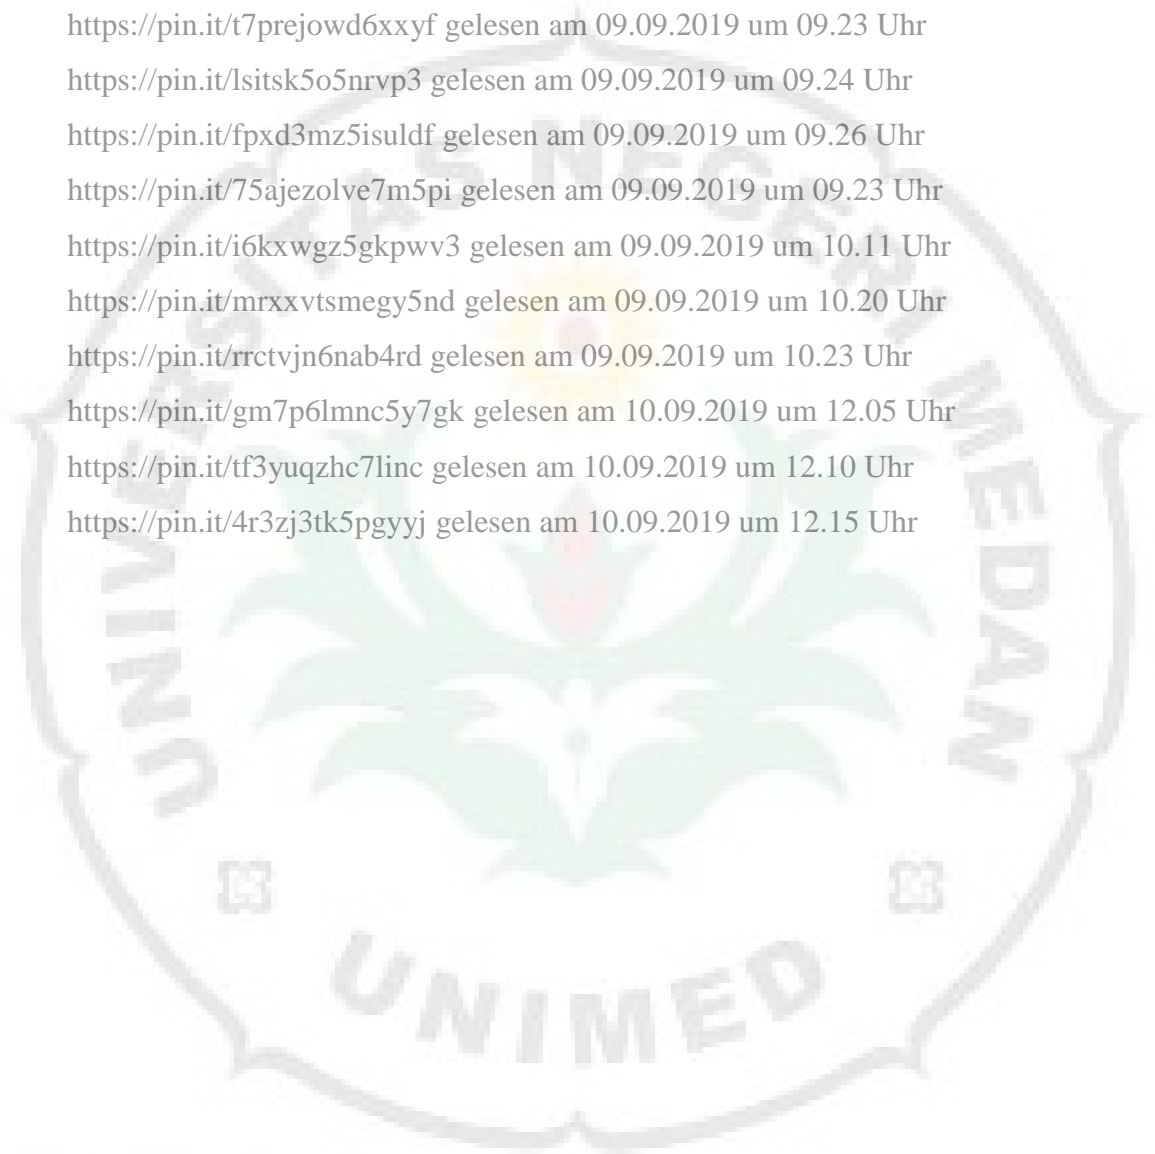 https://pin.it/t7prejowd6xxyf gelesen am 09.09.2019 um 09.23 Uhr
https://pin.it/lsitsk5o5nrvp3 gelesen am 09.09.2019 um 09.24 Uhr
https://pin.it/fpxd3mz5isuldf gelesen am 09.09.2019 um 09.26 Uhr
https://pin.it/75ajezolve7m5pi gelesen am 09.09.2019 um 09.23 Uhr
https://pin.it/i6kxwgz5gkpwv3 gelesen am 09.09.2019 um 10.11 Uhr
https://pin.it/mrxxvtsmegy5nd gelesen am 09.09.2019 um 10.20 Uhr
https://pin.it/rrctvjn6nab4rd gelesen am 09.09.2019 um 10.23 Uhr
https://pin.it/gm7p6lmnc5y7gk gelesen am 10.09.2019 um 12.05 Uhr
https://pin.it/tf3yuqzhc7linc gelesen am 10.09.2019 um 12.10 Uhr
https://pin.it/4r3zj3tk5pgyyj gelesen am 10.09.2019 um 12.15 Uhr
UNIVERSITAS NEGERI MEDAN
UNIMED